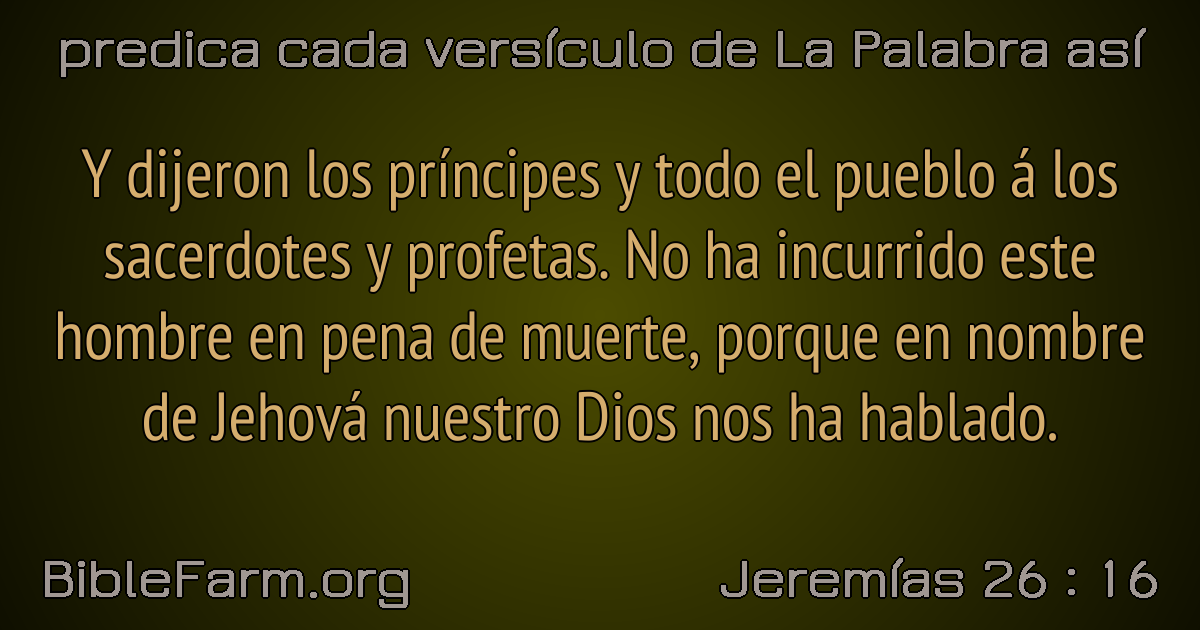 predica cada versículo de La Palabra así
Y dijeron los príncipes y todo el pueblo á los
sacerdotes y profetas. No ha incurrido este
hombre en pena de muerte, porque en nombre
de Jehová nuestro Dios nos ha hablado.
BibleFarm.org
Jeremías 26 : 16